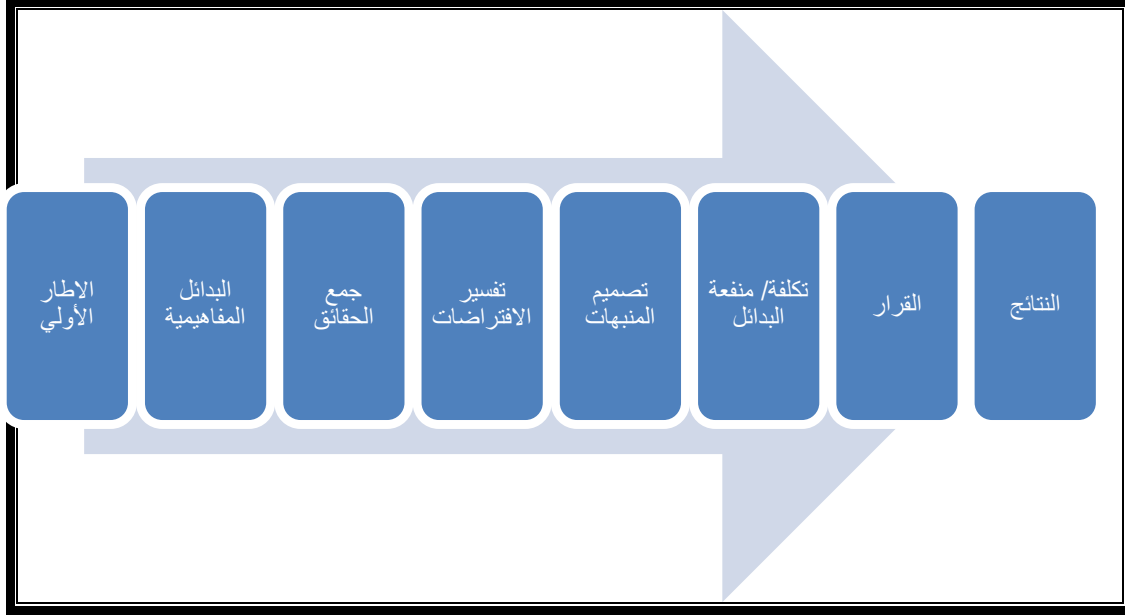 الاطار
الأولي
البدائل
المفاهيمية
جمع
الحقائق
تفسير
الافتراضات
تصميم
المنبهات
تكلفة/ منفعة
البدائل
القرار
النتائج